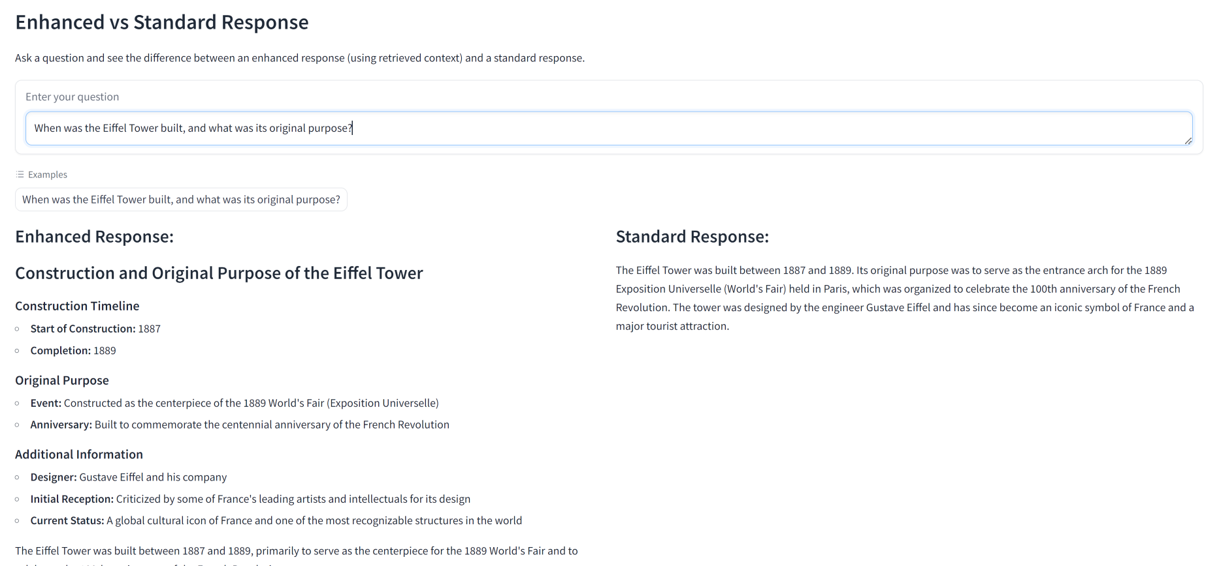 Enhanced vs Standard Response
Ask a question and see the difference between an enhanced response (using retrieved context) and a standard response.
Enter your question
When was the Eiffel Tower built, and what was its original purpose?
Examples
When was the Eiffel Tower built, and what was its original purpose?
Enhanced Response:
Construction and Original Purpose of the Eiffel Tower
Construction Timeline
Start of Construction: 1887
Completion: 1889
Original Purpose
Event: Constructed as the centerpiece of the 1889 World's Fair (Exposition Universelle)
Anniversary: Built to commemorate the centennial anniversary of the French Revolution
Additional Information
Designer: Gustave Eiffel and his company
Initial Reception: Criticized by some of France's leading artists and intellectuals for its design
Current Status: A global cultural icon of France and one of the most recognizable structures in the world
The Eiffel Tower was built between 1887 and 1889, primarily to serve as the centerpiece for the 1889 World's Fair and to
Standard Response:
The Eiffel Tower was built between 1887 and 1889. Its original purpose was to serve as the entrance arch for the 1889
Exposition Universelle (World's Fair) held in Paris, which was organized to celebrate the 100th anniversary of the French
Revolution. The tower was designed by the engineer Gustave Eiffel and has since become an iconic symbol of France and a
major tourist attraction.